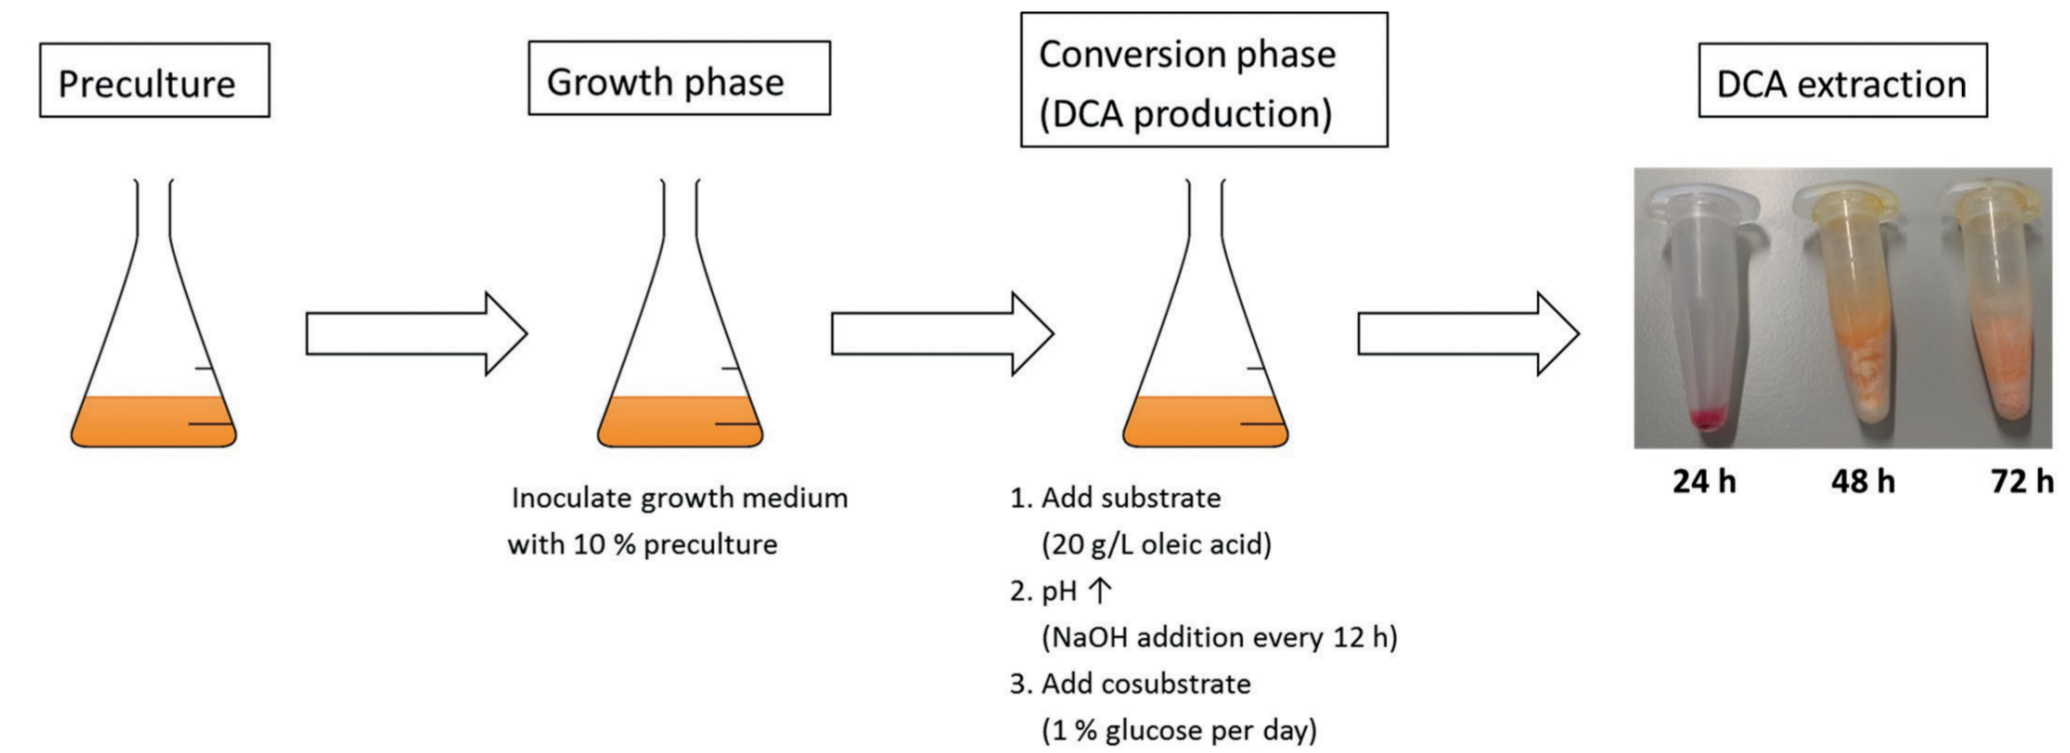 Preculture
Growth phase
Conversion phase
(DCA production)
DCA extraction
Inoculate growth medium
with 10 % preculture
1. Add substrate
(20 g/L oleic acid)
2. pH ↑
(NaOH addition every 12 h)
3. Add cosubstrate
(1 % glucose per day)
24 h
48 h
72 h